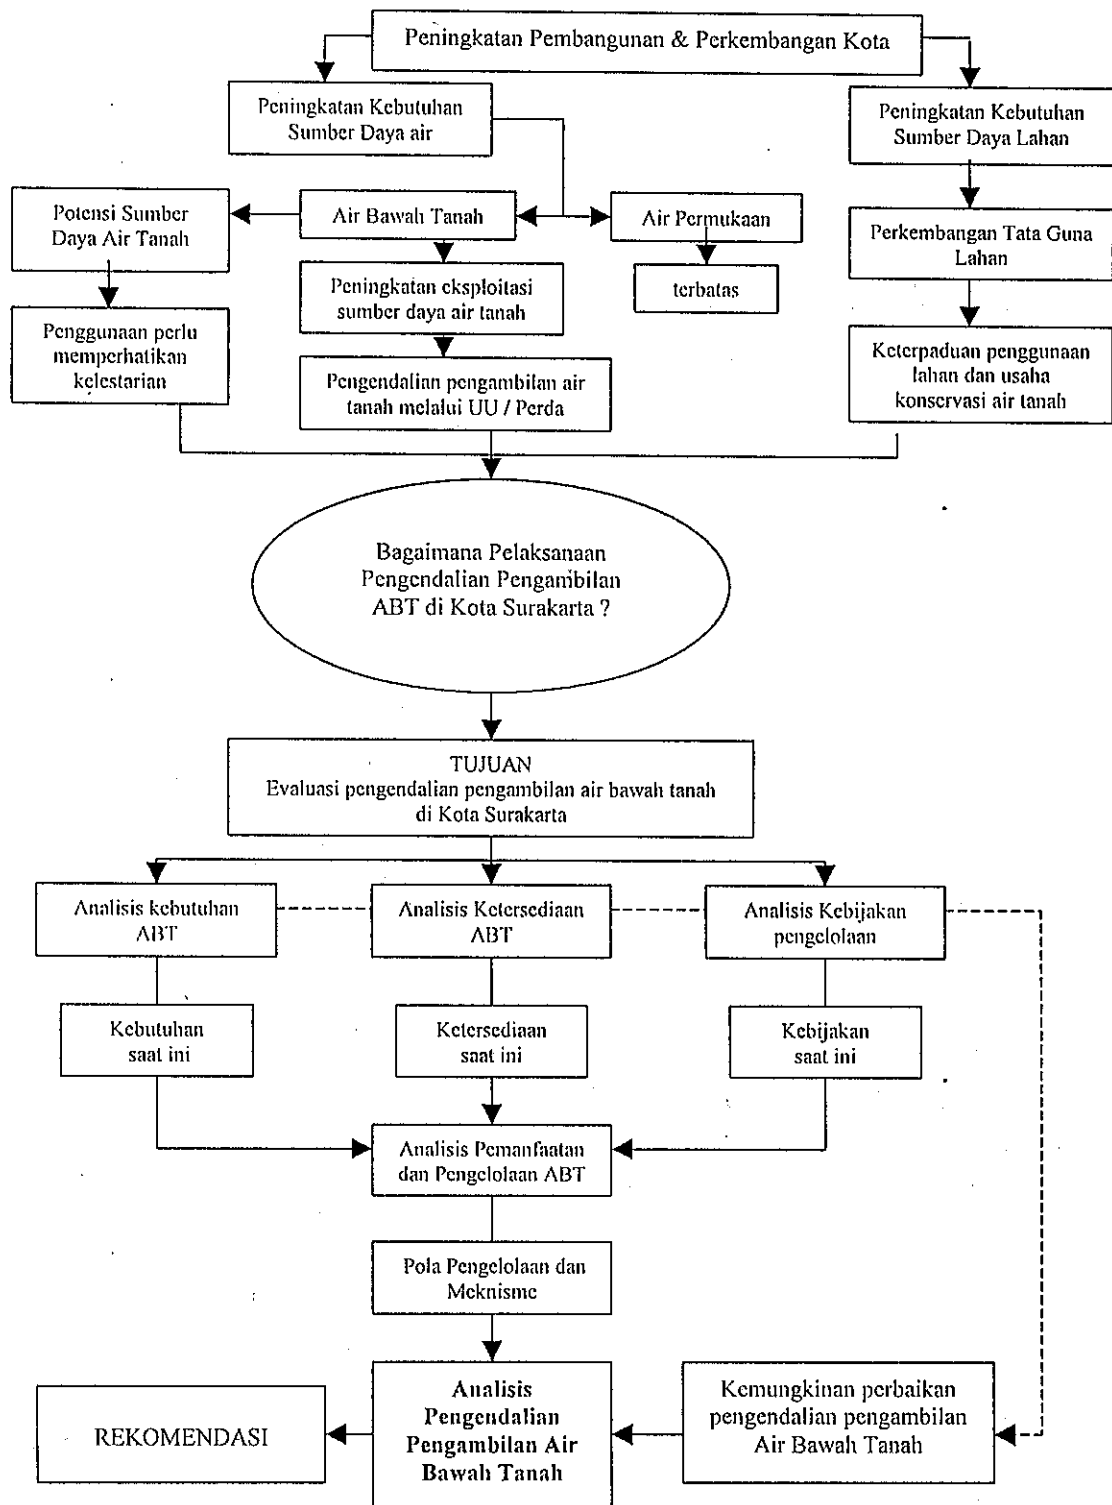 Peningkatan Pembangunan & Perkembangan Kota
Peningkatan Kebutuhan
Sumber Daya air
Peningkatan Kebutuhan
Sumber Daya Lahan
Potensi Sumber
Daya Air Tanah
Air Bawah Tanah
Air Permukaan
Perkembangan Tata Guna
Lahan
Peningkatan eksploitasi
sumber daya air tanah
terbatas
Penggunaan perlu
memperhatikan
kelestarian
Pengendalian pengambilan air
tanah melalui UU / Perda
Keterpaduan penggunaan
lahan dan usaha
konservasi air tanah
Bagaimana Pelaksanaan
Pengendalian Pengambilan
ABT di Kota Surakarta ?
TUJUAN
Evaluasi pengendalian pengambilan air bawah tanah
di Kota Surakarta
Analisis kebutuhan
ABT
Analisis Ketersediaan
ABT
Analisis Kebijakan
pengelolaan
Kebutuhan
saat ini
Ketersediaan
saat ini
Kebijakan
saat ini
Analisis Pemanfaatan
dan Pengelolaan ABT
Pola Pengelolaan dan
Meknisme
REKOMENDASI
Analisis
Pengendalian
Pengambilan Air
Bawah Tanah
Kemungkinan perbaikan
pengendalian pengambilan
Air Bawah Tanah